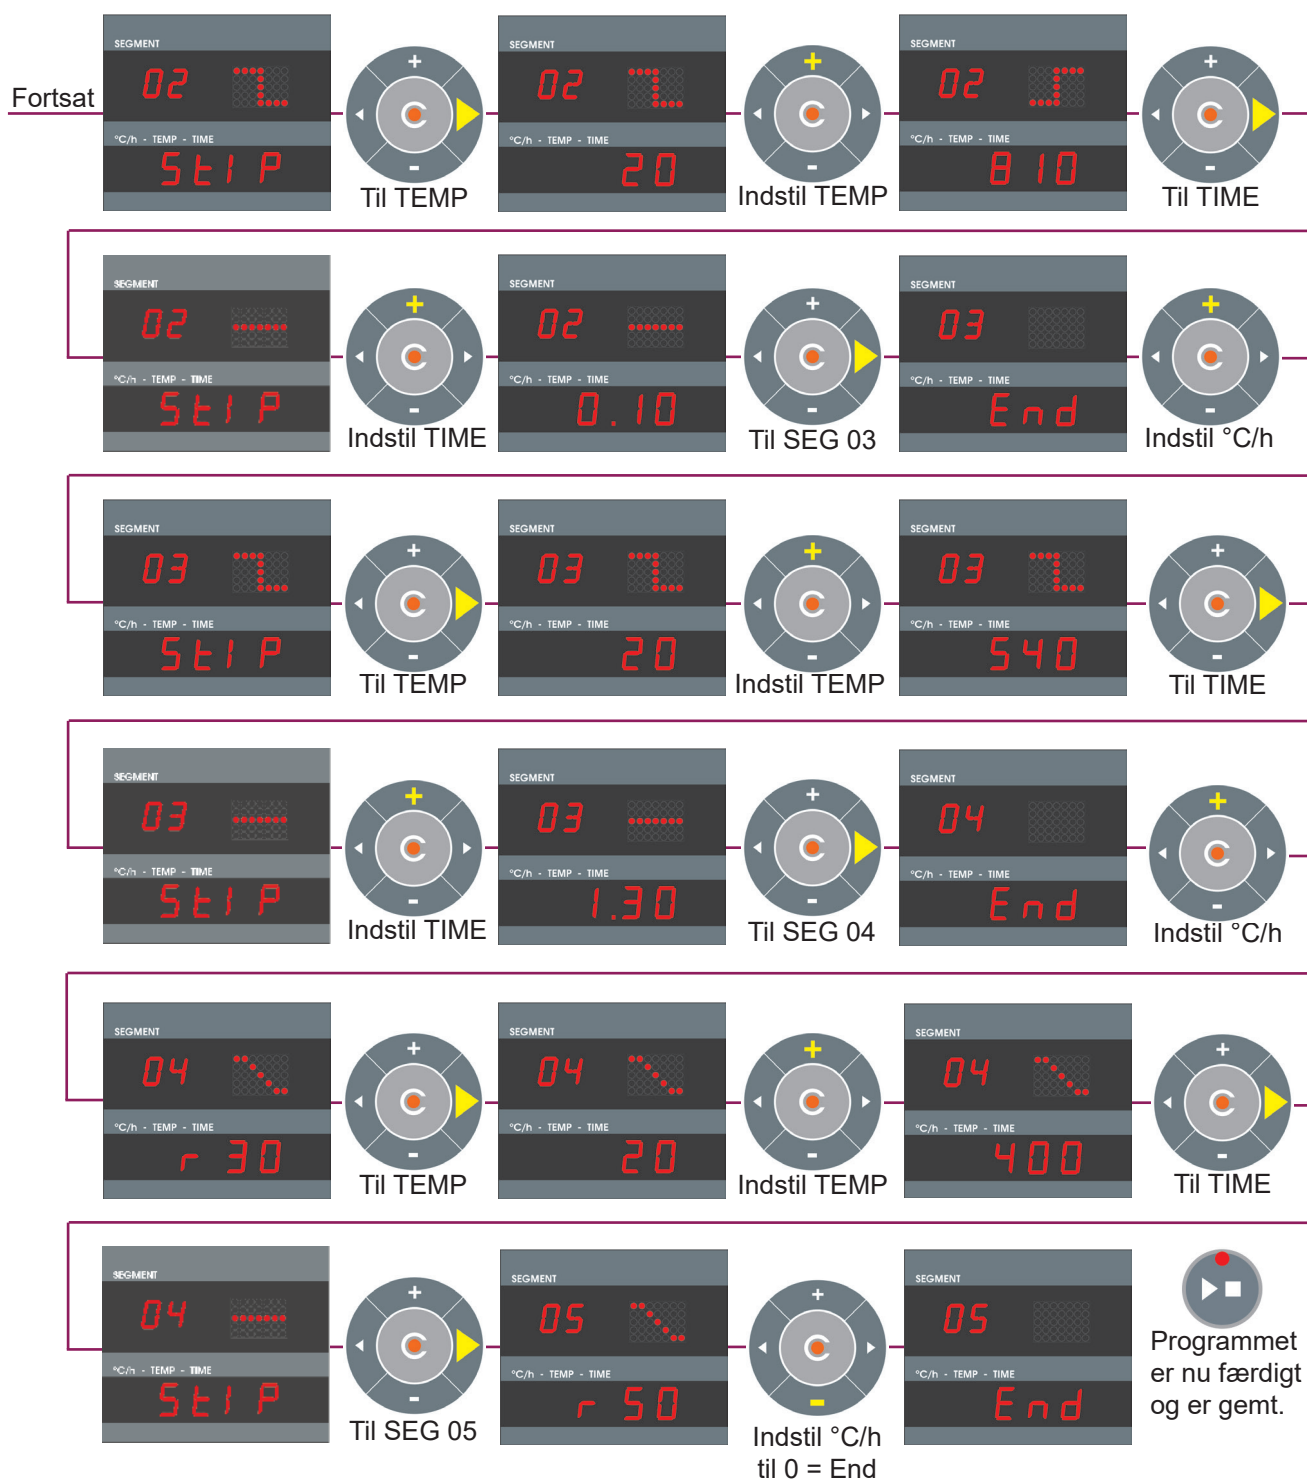 Fortsat
SEGMENT
02
°C/h - TEMP - TIME
StIP
Til TEMP
SEGMENT
02
°C/h - TEMP - TIME
20
Indstil TEMP
SEGMENT
02
°C/h - TEMP - TIME
810
Til TIME
SEGMENT
02
°C/h - TEMP - TIME
StIP
Indstil TIME
SEGMENT
02
°C/h - TEMP - TIME
0.10
Til SEG 03
SEGMENT
03
°C/h - TEMP - TIME
End
Indstil °C/h
SEGMENT
03
°C/h - TEMP - TIME
StIP
Til TEMP
SEGMENT
03
°C/h - TEMP - TIME
20
Indstil TEMP
SEGMENT
03
°C/h - TEMP - TIME
540
Til TIME
SEGMENT
03
°C/h - TEMP - TIME
StIP
Indstil TIME
SEGMENT
03
°C/h - TEMP - TIME
1.30
Til SEG 04
SEGMENT
04
°C/h - TEMP - TIME
End
Indstil °C/h
SEGMENT
04
°C/h - TEMP - TIME
r 30
Til TEMP
SEGMENT
04
°C/h - TEMP - TIME
20
Indstil TEMP
SEGMENT
04
°C/h - TEMP - TIME
400
Til TIME
SEGMENT
04
°C/h - TEMP - TIME
StIP
Til SEG 05
SEGMENT
05
°C/h - TEMP - TIME
r 50
Indstil °C/h
til 0 = End
SEGMENT
05
°C/h - TEMP - TIME
End
Programmet
er nu færdigt
og er gemt.